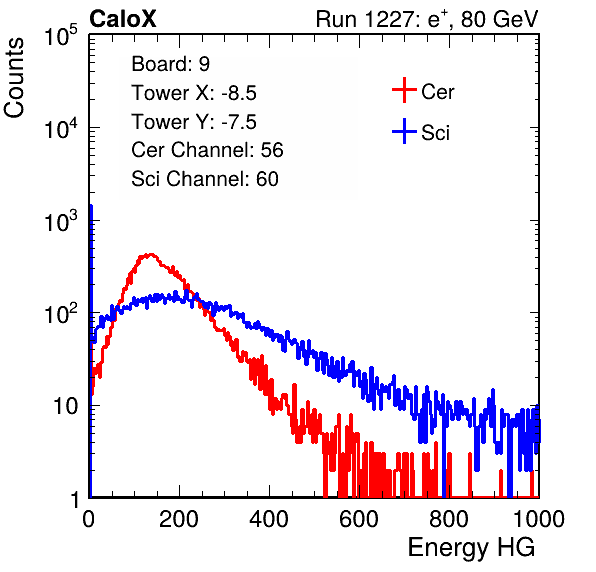 CaloX
Run 1227: e⁺, 80 GeV
Counts
10⁵
10⁴
10³
10²
10
1
Board: 9
Tower X: -8.5
Tower Y: -7.5
Cer Channel: 56
Sci Channel: 60
Cer
Sci
0 200 400 600 800 1000
Energy HG